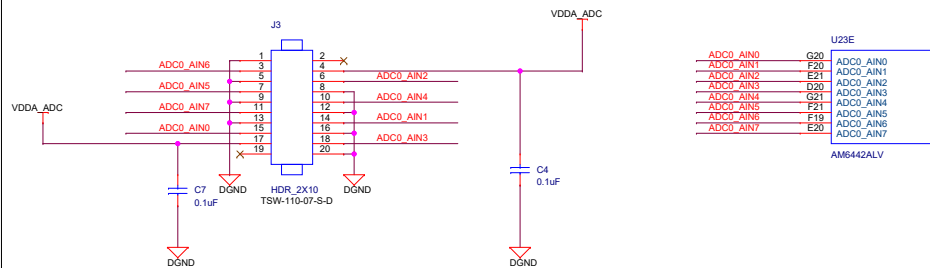 VDDA_ADC
J3
U23E
1 2
ADC0_AIN6 3 4
5 6 ADC0_AIN2
ADC0_AIN5 7 8
9 10 ADC0_AIN4
ADC0_AIN7 11 12
13 14 ADC0_AIN1
ADC0_AIN0 15 16
17 18 ADC0_AIN3
19 20
VDDA_ADC
ADC0_AIN0 G20 ADC0_AIN0
ADC0_AIN1 F20 ADC0_AIN1
ADC0_AIN2 E21 ADC0_AIN2
ADC0_AIN3 D20 ADC0_AIN3
ADC0_AIN4 G21 ADC0_AIN4
ADC0_AIN5 F21 ADC0_AIN5
ADC0_AIN6 F19 ADC0_AIN6
ADC0_AIN7 E20 ADC0_AIN7
AM6442ALV
C7
0.1uF
DGND
HDR_2X10
TSW-110-07-S-D
DGND
C4
0.1uF
DGND
DGND